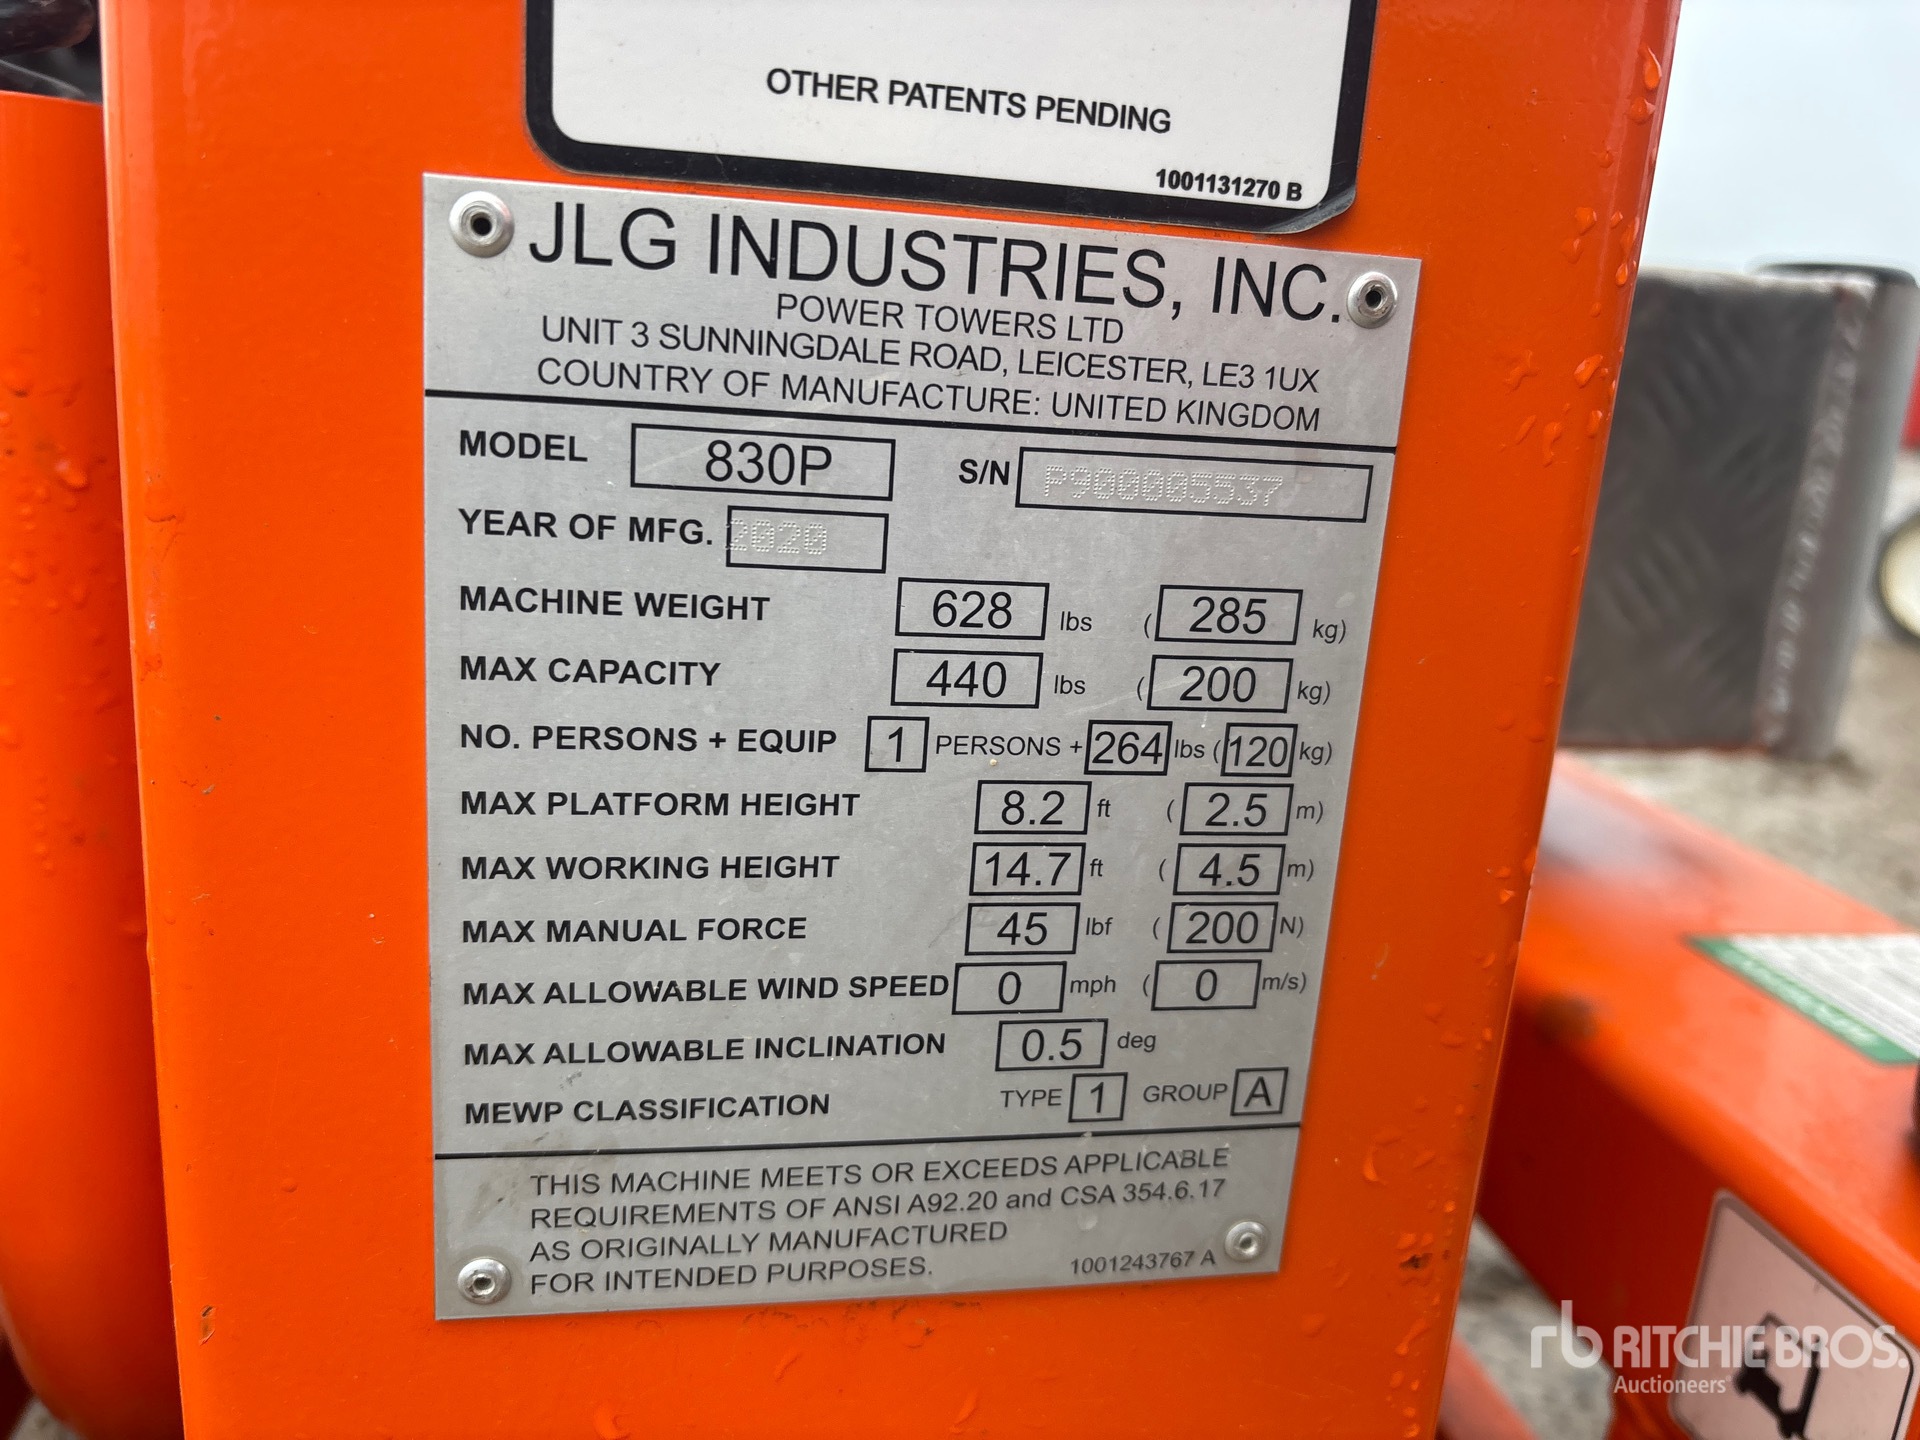 OTHER PATENTS PENDING
1001131270 B
JLG INDUSTRIES, INC.
POWER TOWERS LTD
UNIT 3 SUNNINGDALE ROAD, LEICESTER, LE3 1UX
COUNTRY OF MANUFACTURE: UNITED KINGDOM
MODEL 830P S/N P900005537
YEAR OF MFG. 2020
MACHINE WEIGHT 628 lbs (285 kg)
MAX CAPACITY 440 lbs (200 kg)
NO. PERSONS + EQUIP 1 PERSONS + 264 lbs (120 kg)
MAX PLATFORM HEIGHT 8.2 ft (2.5 m)
MAX WORKING HEIGHT 14.7 ft (4.5 m)
MAX MANUAL FORCE 45 lbf (200 N)
MAX ALLOWABLE WIND SPEED 0 mph (0 m/s)
MAX ALLOWABLE INCLINATION 0.5 deg
MEWP CLASSIFICATION TYPE 1 GROUP A
THIS MACHINE MEETS OR EXCEEDS APPLICABLE
REQUIREMENTS OF ANSI A92.20 and CSA 354.6.17
AS ORIGINALLY MANUFACTURED
FOR INTENDED PURPOSES. 1001243767 A
rb RITCHIE BROS.
Auctioneers